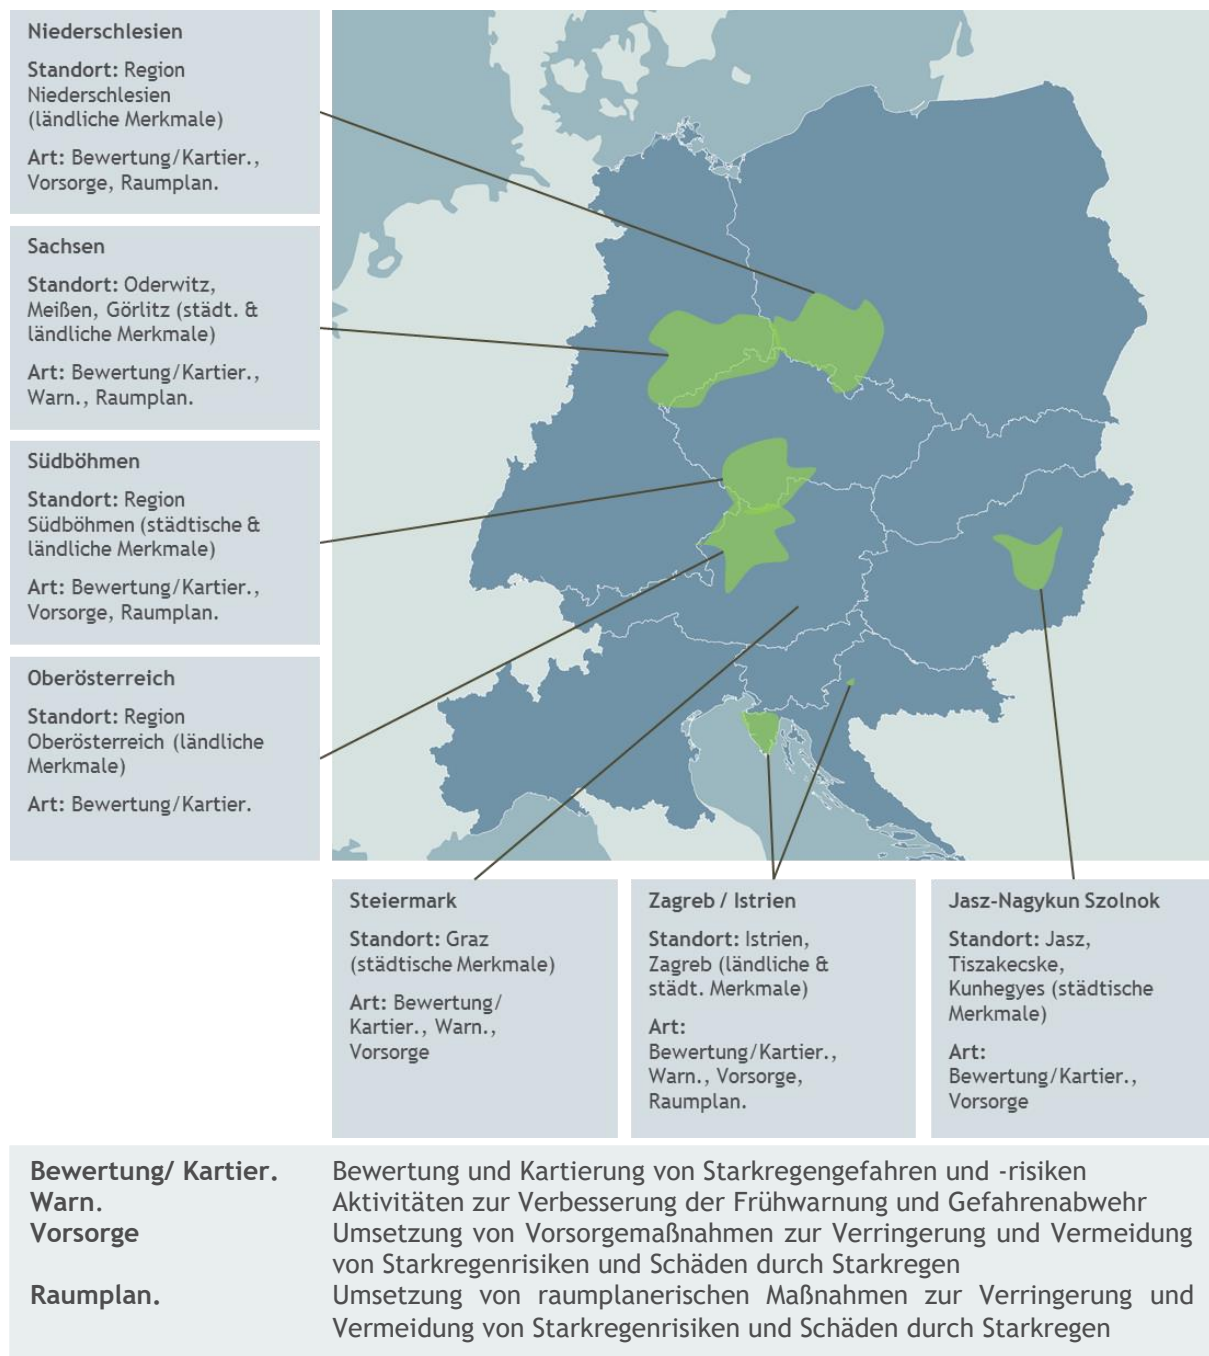 Niederschlesien
Standort: Region
Niederschlesien
(ländliche Merkmale)
Art: Bewertung/Kartier.,
Vorsorge, Raumplan.
Sachsen
Standort: Oderwitz,
Meißen, Görlitz (städt. &
ländliche Merkmale)
Art: Bewertung/Kartier.,
Warn., Raumplan.
Südböhmen
Standort: Region
Südböhmen (städtische &
ländliche Merkmale)
Art: Bewertung/Kartier.,
Vorsorge, Raumplan.
Oberösterreich
Standort: Region
Oberösterreich (ländliche
Merkmale)
Art: Bewertung/Kartier.
Steiermark
Standort: Graz
(städtische Merkmale)
Art: Bewertung/
Kartier., Warn.,
Vorsorge
Zagreb / Istrien
Standort: Istrien,
Zagreb (ländliche &
städt. Merkmale)
Art:
Bewertung/Kartier.,
Warn., Vorsorge,
Raumplan.
Jasz-Nagykun Szolnok
Standort: Jasz,
Tiszakecske,
Kunhegyes (städtische
Merkmale)
Art:
Bewertung/Kartier.,
Vorsorge
Bewertung/ Kartier. Bewertung und Kartierung von Starkregengefahren und -risiken
Warn. Aktivitäten zur Verbesserung der Frühwarnung und Gefahrenabwehr
Vorsorge Umsetzung von Vorsorgemaßnahmen zur Verringerung und Vermeidung
von Starkregenrisiken und Schäden durch Starkregen
Raumplan. Umsetzung von raumplanerischen Maßnahmen zur Verringerung und
Vermeidung von Starkregenrisiken und Schäden durch Starkregen